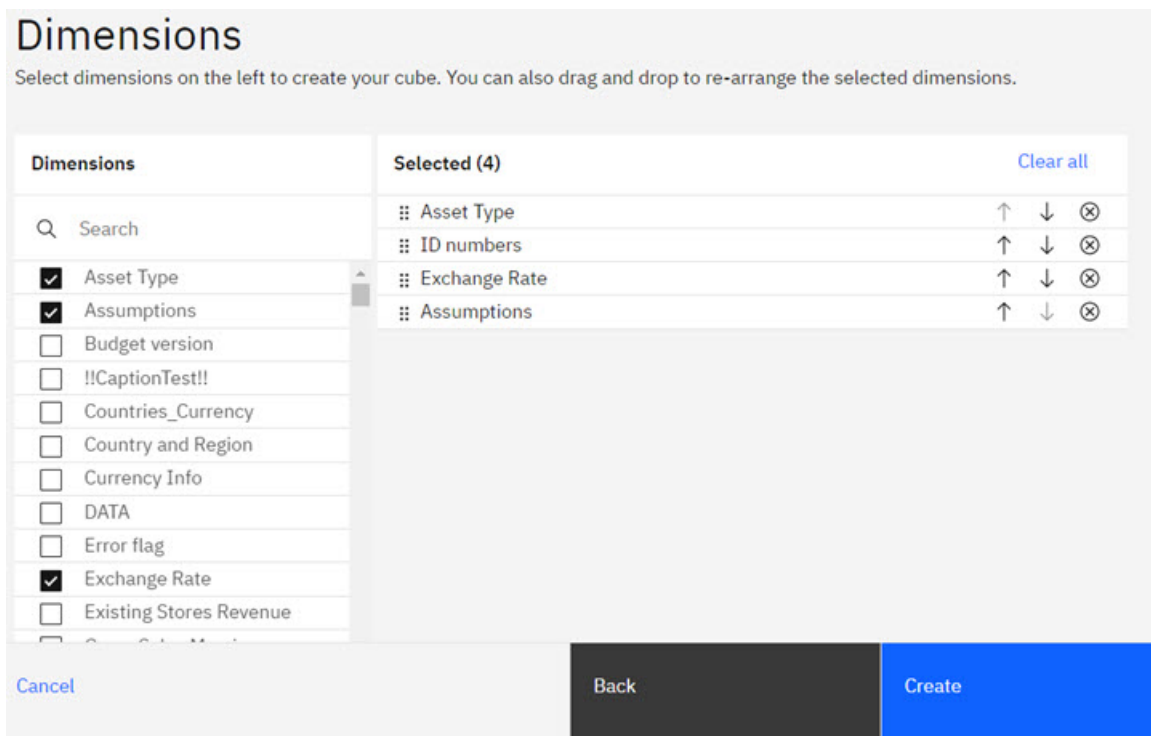 Dimensions
Select dimensions on the left to create your cube. You can also drag and drop to re-arrange the selected dimensions.
Dimensions
Search
Asset Type
Assumptions
Budget version
!!CaptionTest!!
Countries_Currency
Country and Region
Currency Info
DATA
Error flag
Exchange Rate
Existing Stores Revenue
Selected (4)
Clear all
Asset Type
ID numbers
Exchange Rate
Assumptions
Cancel
Back
Create